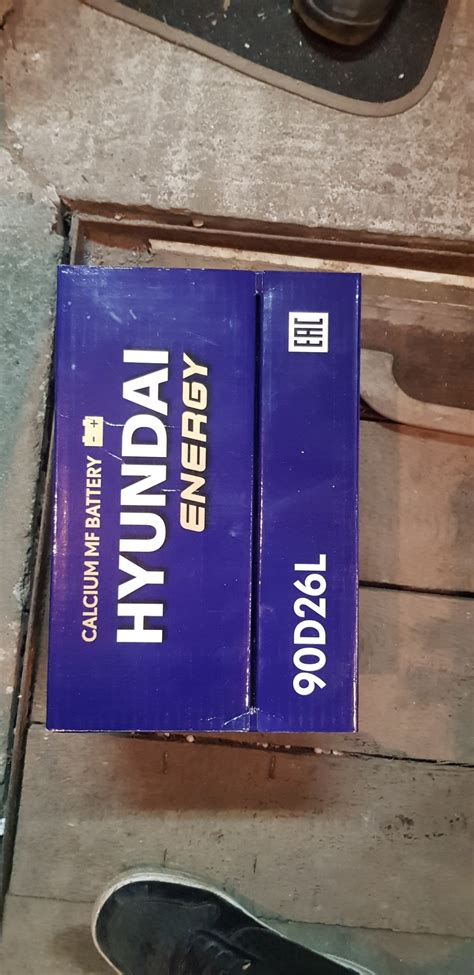 CALCIUM MF BATTERY
HYUNDAI
ENERGY
90D26L
EAC